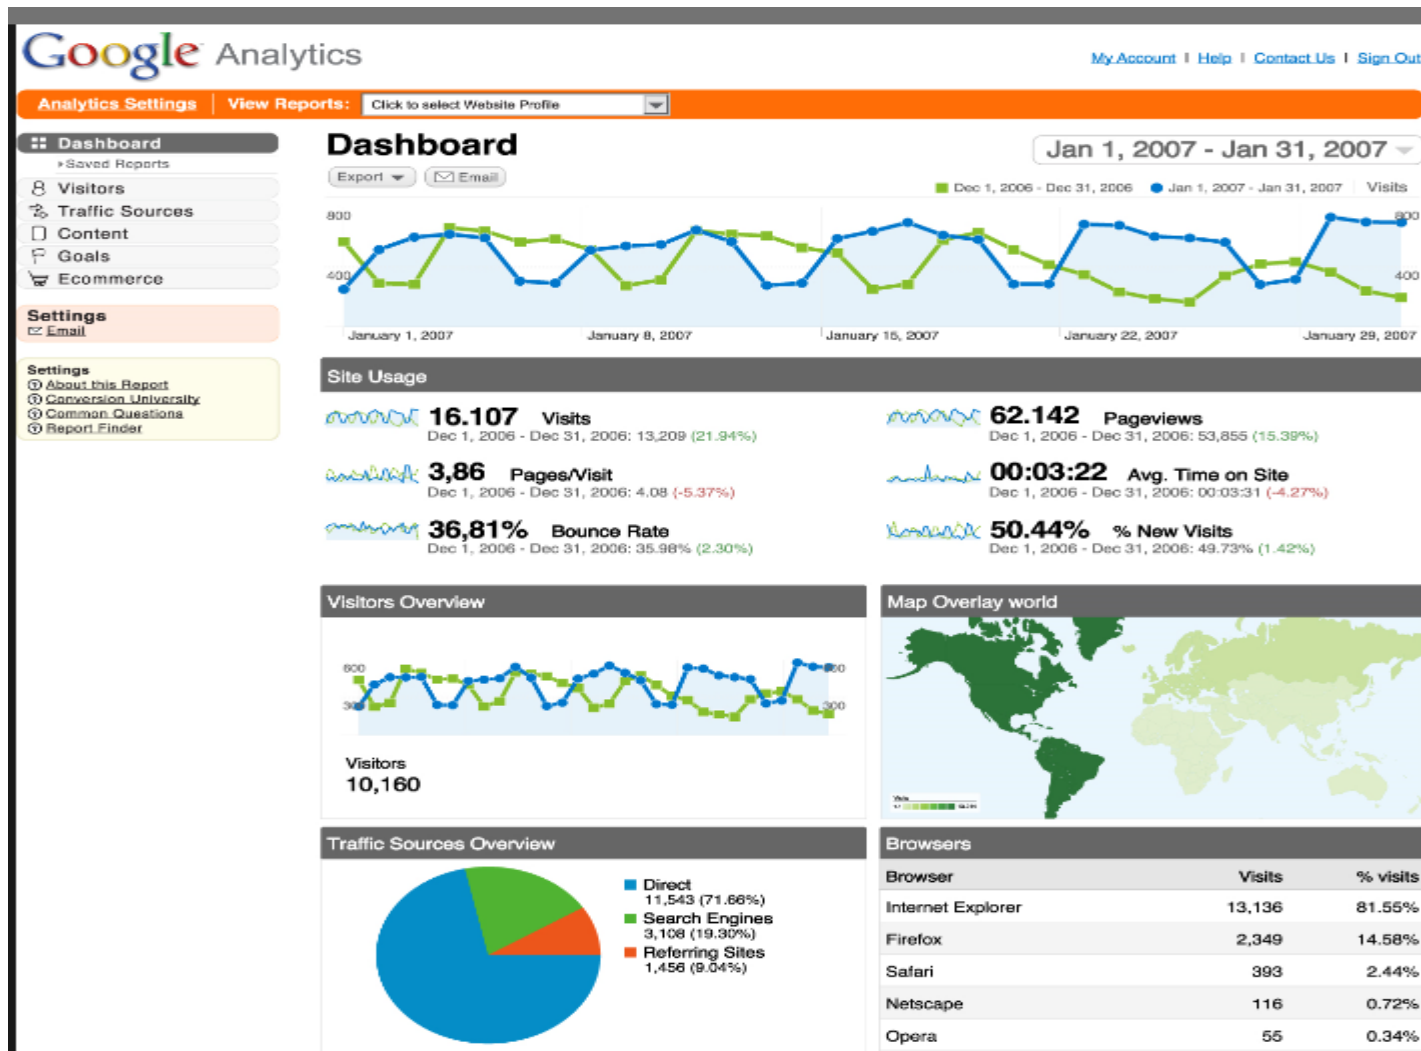 Google Analytics
My Account | Help | Contact Us | Sign Out
Analytics Settings | View Reports: Click to select Website Profile
Dashboard
Saved Reports
Visitors
Traffic Sources
Content
Goals
Ecommerce
Settings
Email
Settings
About this Report
Conversion University
Common Questions
Report Finder
Dashboard
Jan 1, 2007 - Jan 31, 2007
Export Email
Dec 1, 2006 - Dec 31, 2006 Jan 1, 2007 - Jan 31, 2007 Visits
800 800
400 400
January 1, 2007 January 8, 2007 January 15, 2007 January 22, 2007 January 29, 2007
Site Usage
16.107 Visits
Dec 1, 2006 - Dec 31, 2006: 13,209 (21.94%)
62.142 Pageviews
Dec 1, 2006 - Dec 31, 2006: 53,855 (15.39%)
3,86 Pages/Visit
Dec 1, 2006 - Dec 31, 2006: 4.08 (-5.37%)
00:03:22 Avg. Time on Site
Dec 1, 2006 - Dec 31, 2006: 00:03:31 (-4.27%)
36,81% Bounce Rate
Dec 1, 2006 - Dec 31, 2006: 35.98% (2.30%)
50.44% % New Visits
Dec 1, 2006 - Dec 31, 2006: 49.73% (1.42%)
Visitors Overview
600
300 300
Visitors
10,160
Map Overlay world
Visits
Traffic Sources Overview
Direct
11,543 (71.66%)
Search Engines
3,108 (19.30%)
Referring Sites
1,456 (9.04%)
Browsers
Browser Visits % visits
Internet Explorer 13,136 81.55%
Firefox 2,349 14.58%
Safari 393 2.44%
Netscape 116 0.72%
Opera 55 0.34%